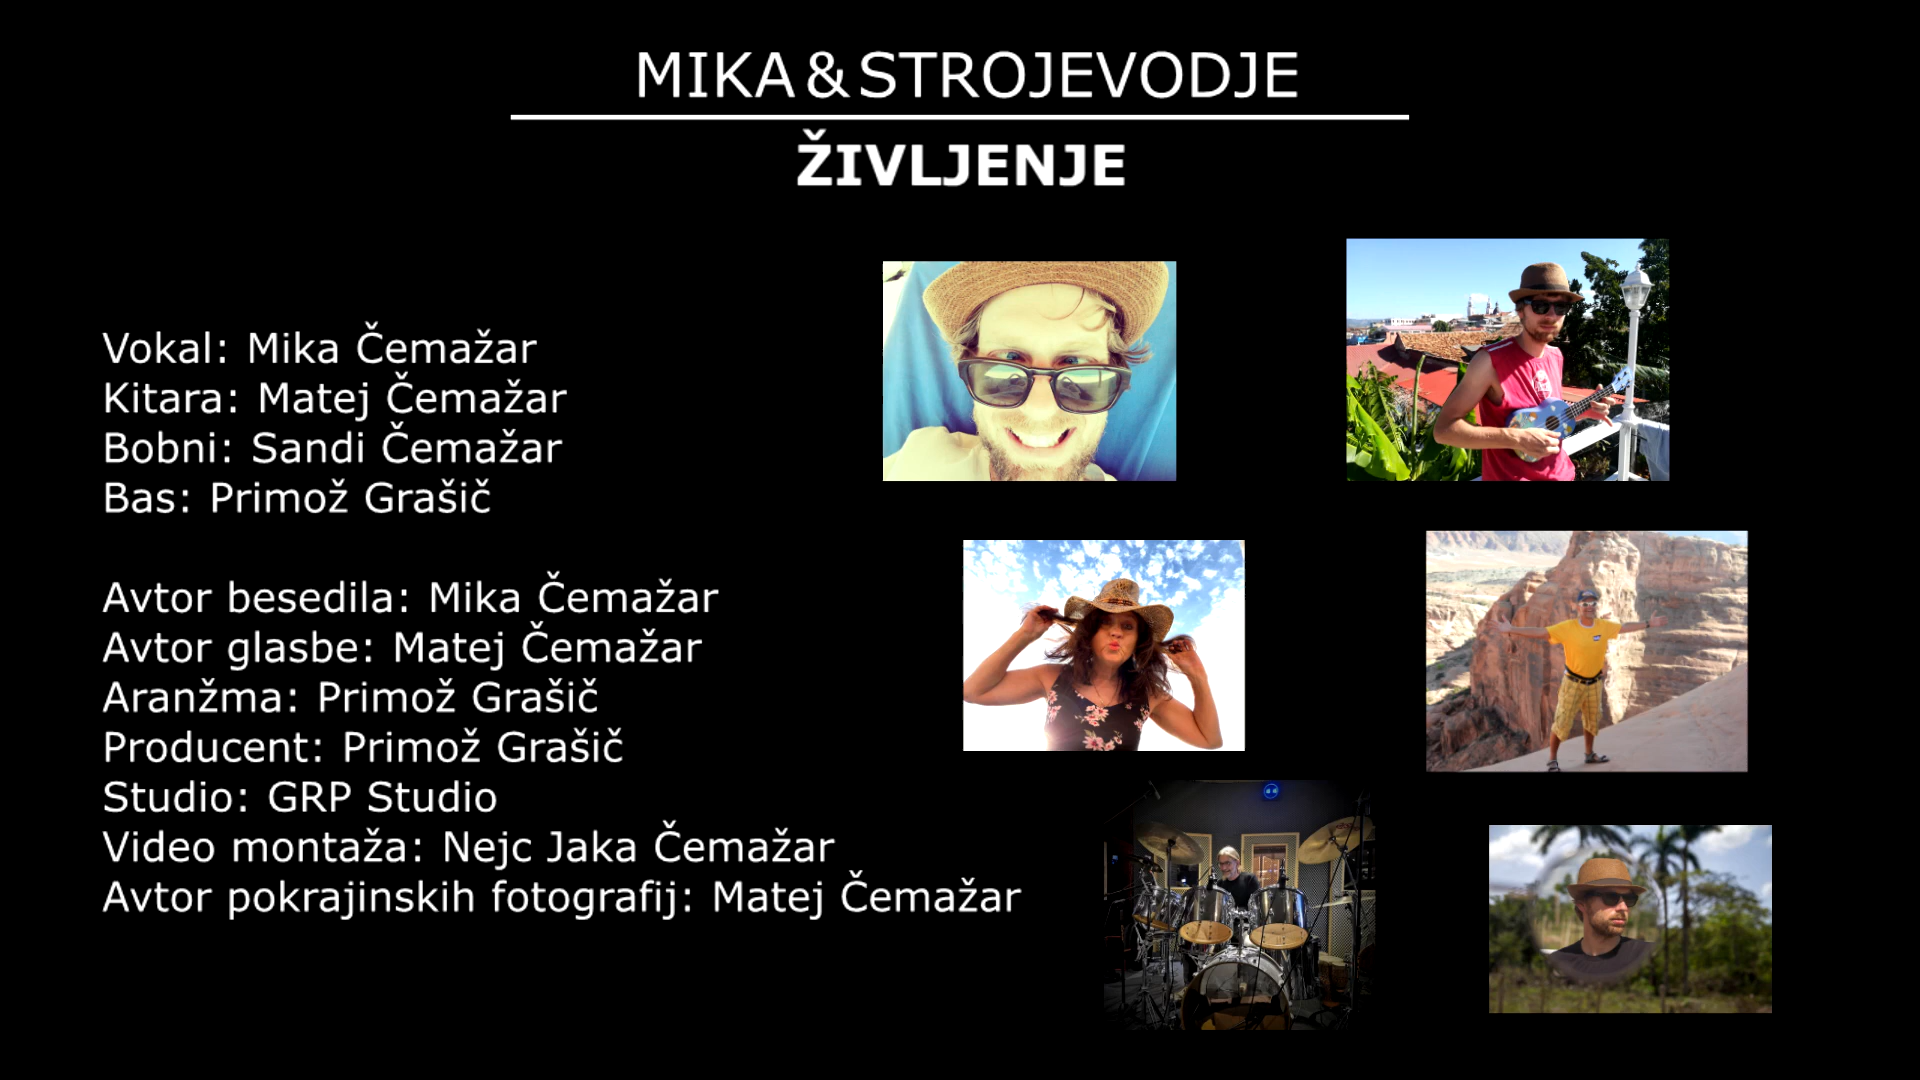 MIKA & STROJEVODJE
ŽIVLJENJE
Vokal: Mika Čemažar
Kitara: Matej Čemažar
Bobni: Sandi Čemažar
Bas: Primož Grašič
Avtor besedila: Mika Čemažar
Avtor glasbe: Matej Čemažar
Aranžma: Primož Grašič
Producent: Primož Grašič
Studio: GRP Studio
Video montaža: Nejc Jaka Čemažar
Avtor pokrajinskih fotografij: Matej Čemažar